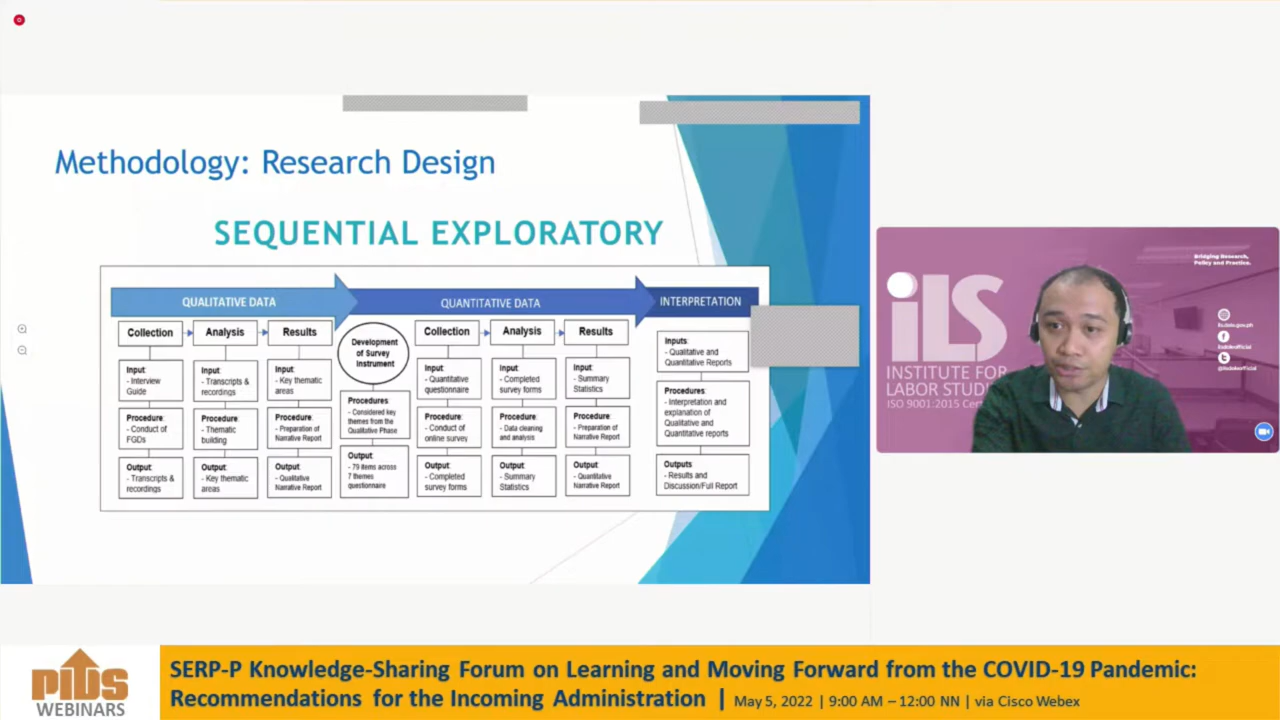 Methodology: Research Design
SEQUENTIAL EXPLORATORY
QUALITATIVE DATA
QUANTITATIVE DATA
INTERPRETATION
Collection
Analysis
Results
Input:
- Interview
Guide
Input:
- Transcripts &
recordings
Input:
- Key thematic
areas
Procedure:
- Conduct of
FGDs
Procedure:
- Thematic
building
Procedure:
- Preparation of
Narrative Report
Output:
- Transcripts &
recordings
Output:
- Key thematic
areas
Output:
- Qualitative
Narrative Report
Development
of Survey
Instrument
Procedures
- Considered key
themes from the
Qualitative Phase
Output:
- 79 items across
7 themes
questionnaire
Collection
Analysis
Results
Input:
- Quantitative
questionnaire
Input:
- Completed
survey forms
Input:
- Summary
Statistics
Procedure:
- Conduct of
online survey
Procedure:
- Data cleaning
and analysis
Procedure:
- Preparation of
Narrative Report
Output:
- Completed
survey forms
Output:
- Summary
Statistics
Output:
- Quantitative
Narrative Report
Inputs:
- Qualitative and
Quantitative Reports
Procedures:
- Interpretation and
explanation of
Qualitative and
Quantitative reports
Outputs
- Results and
Discussion/Full Report
Bridging Research,
Policy and Practice.
iLS
INSTITUTE FOR
LABOR STUD
ISO 9001:2015 Cer
PIDS
WEBINARS
SERP-P Knowledge-Sharing Forum on Learning and Moving Forward from the COVID-19 Pandemic:
Recommendations for the Incoming Administration | May 5, 2022 | 9:00 AM – 12:00 NN | via Cisco Webex